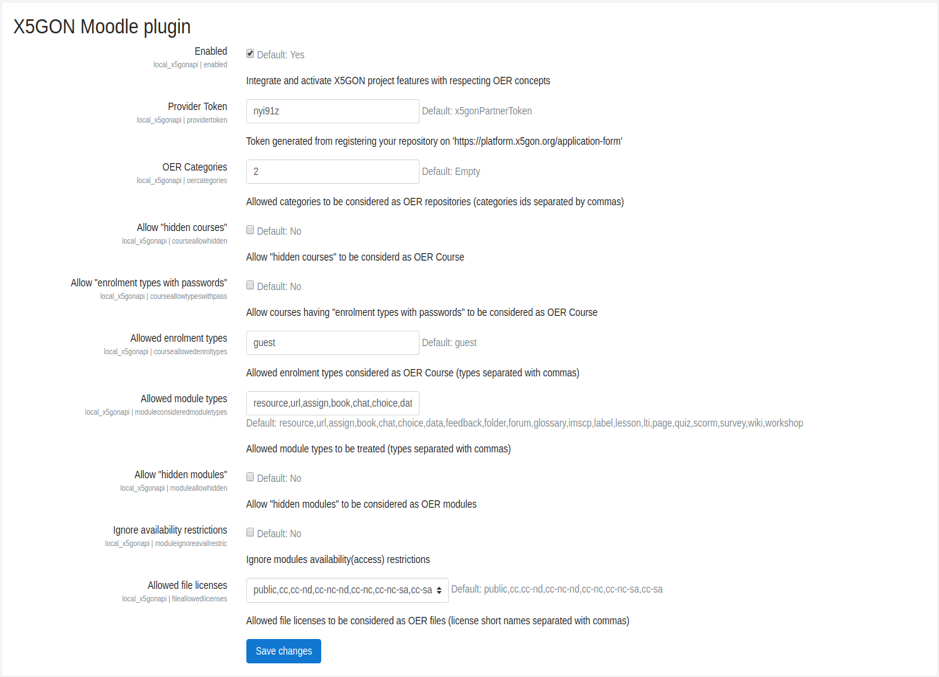 X5GON Moodle plugin
Enabled
Default: Yes
local_x5gonapi | enabled
Integrate and activate X5GON project features with respecting OER concepts
Provider Token
nyi91z Default: x5gonPartnerToken
local_x5gonapi | providertoken
Token generated from registering your repository on 'https://platform.x5gon.org/application-form'
OER Categories
2 Default: Empty
local_x5gonapi | oercategories
Allowed categories to be considered as OER repositories (categories ids separated by commas)
Allow "hidden courses"
Default: No
local_x5gonapi | courseallowhidden
Allow "hidden courses" to be considerd as OER Course
Allow "enrolment types with passwords"
Default: No
local_x5gonapi | courseallowtypeswithpass
Allow courses having "enrolment types with passwords" to be considered as OER Course
Allowed enrolment types
guest Default: guest
local_x5gonapi | courseallowedenroltypes
Allowed enrolment types considered as OER Course (types separated with commas)
Allowed module types
resource,url,assign,book,chat,choice,dat
local_x5gonapi | moduleconsideredmoduletypes
Default: resource,url,assign,book,chat,choice,data,feedback,folder,forum,glossary,imscp,label,lesson,lti,page,quiz,scorm,survey,wiki,workshop
Allowed module types to be treated (types separated with commas)
Allow "hidden modules"
Default: No
local_x5gonapi | moduleallowhidden
Allow "hidden modules" to be considered as OER modules
Ignore availability restrictions
Default: No
local_x5gonapi | moduleignoreavailrestric
Ignore modules availability(access) restrictions
Allowed file licenses
public,cc,cc-nd,cc-nc-nd,cc-nc,cc-nc-sa,cc-sa Default: public,cc,cc-nd,cc-nc-nd,cc-nc,cc-nc-sa,cc-sa
local_x5gonapi | fileallowedlicenses
Allowed file licenses to be considered as OER files (license short names separated with commas)
Save changes